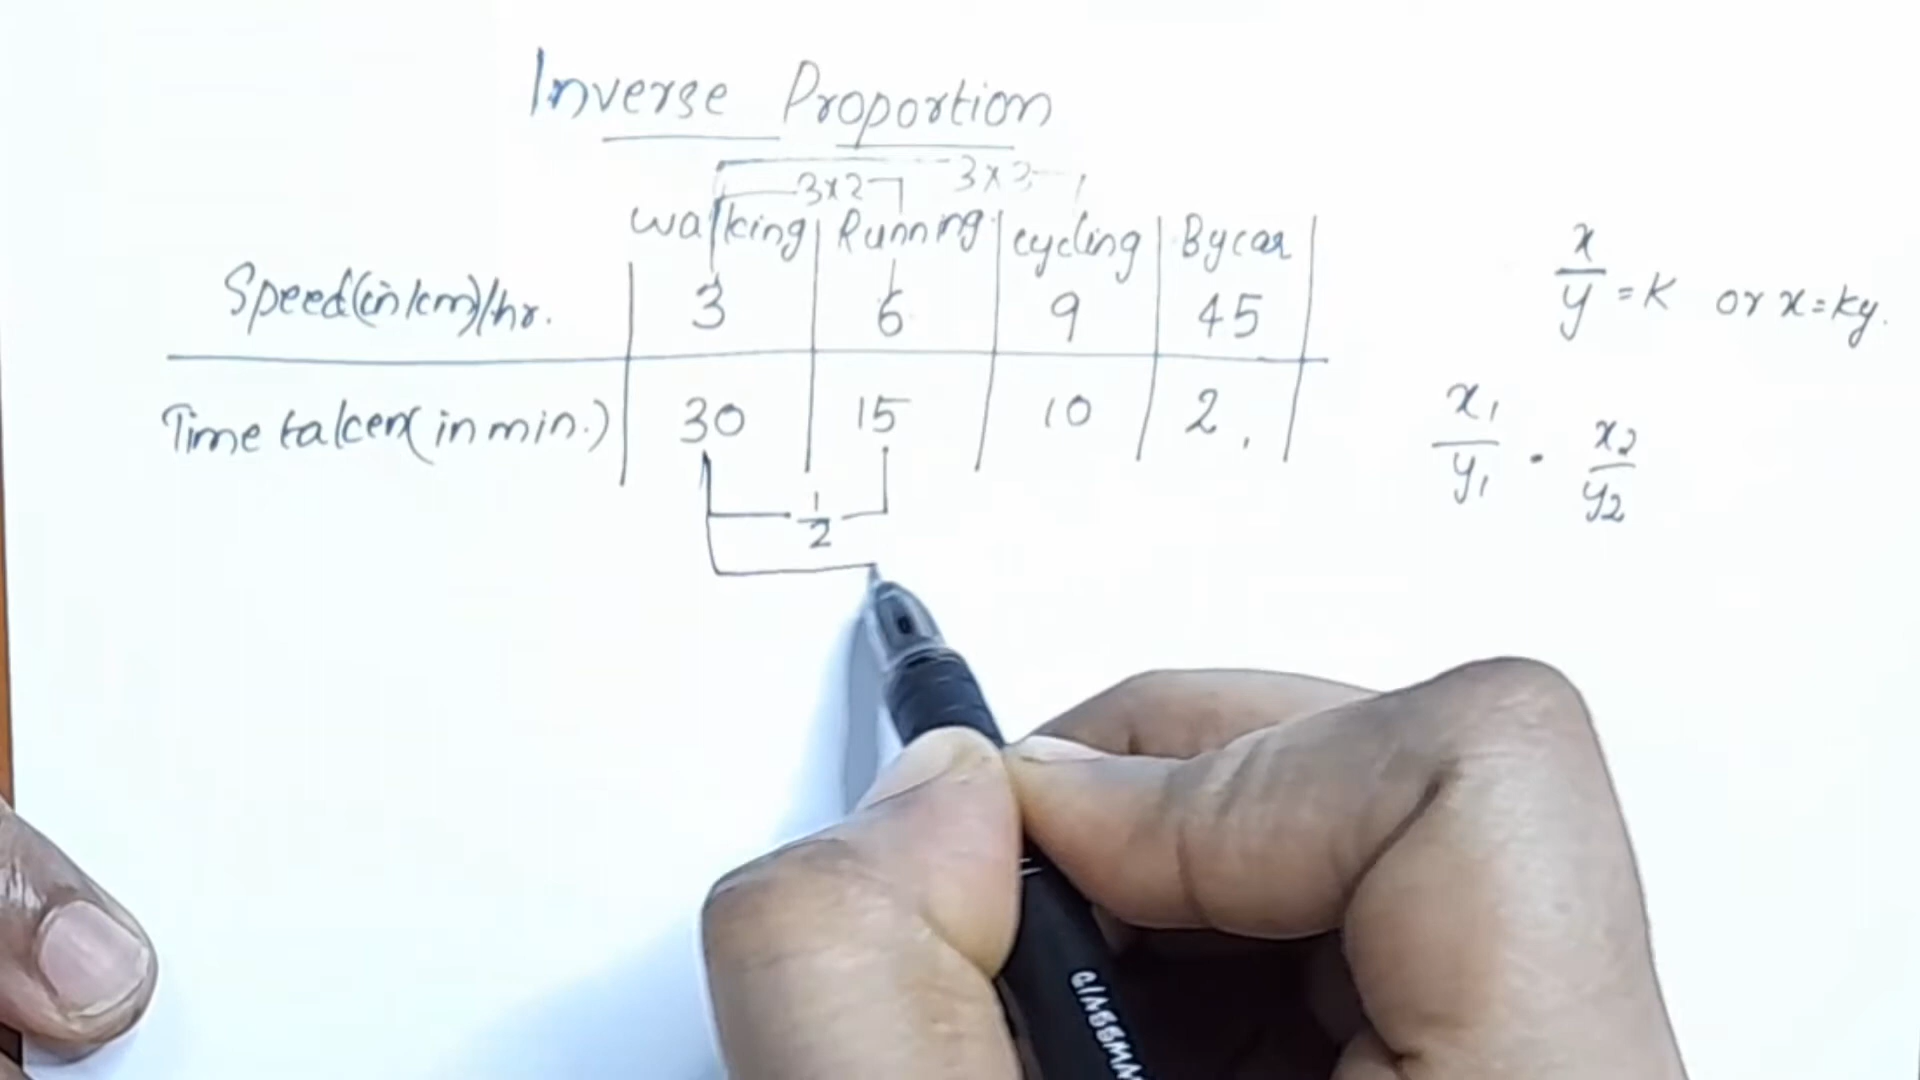 Inverse Proportion
3x2 3x3
walking Running cycling By car
Speed(in km)/hr. 3 6 9 45
Time taken(in min.) 30 15 10 2
1/2
x/y = K or x = ky.
x1/y1 . x2/y2